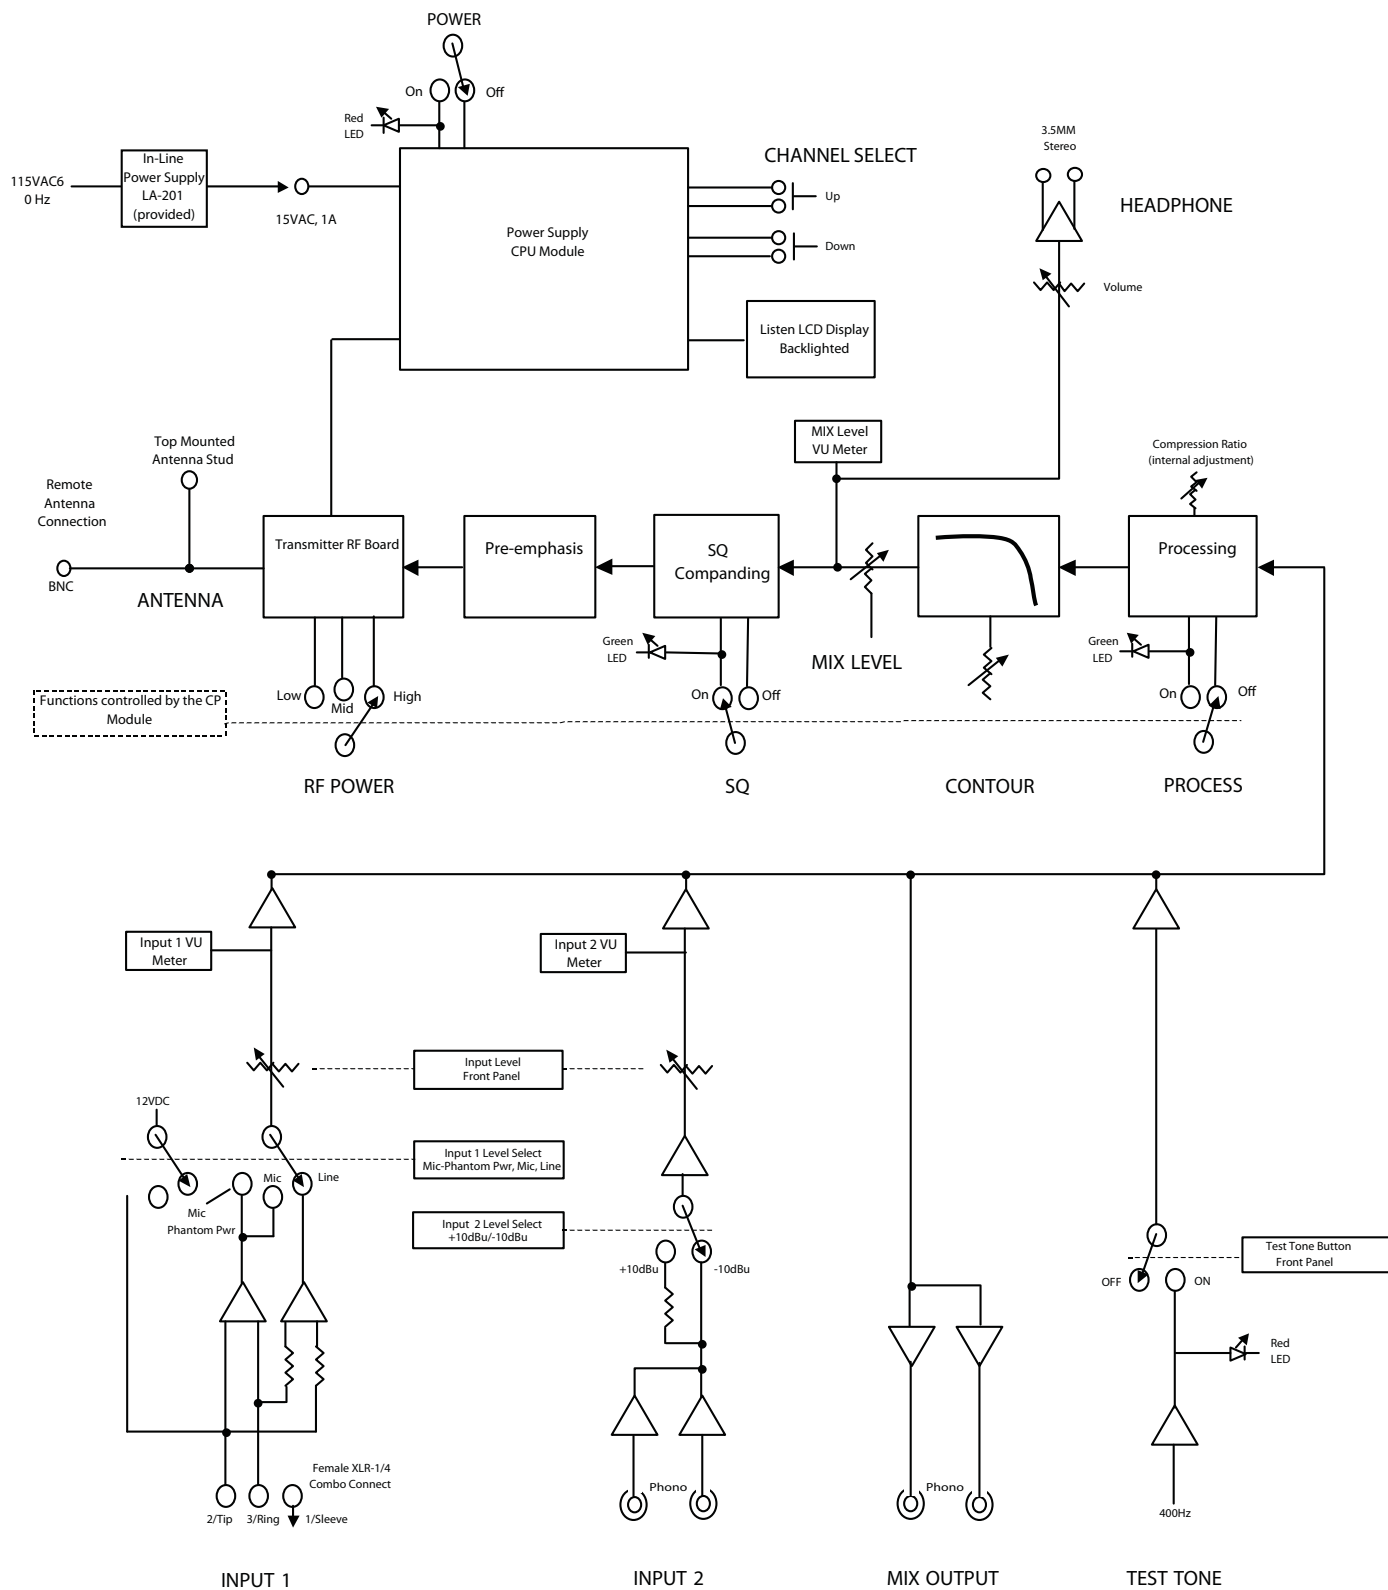 POWER
On
Off
Red
LED
3.5MM
Stereo
CHANNEL SELECT
In-Line
Power Supply
LA-201
(provided)
115VAC6
0 Hz
15VAC, 1A
Power Supply
CPU Module
Up
Down
HEADPHONE
Volume
Listen LCD Display
Backlighted
MIX Level
VU Meter
Compression Ratio
(internal adjustment)
Top Mounted
Antenna Stud
Remote
Antenna
Connection
BNC
ANTENNA
Transmitter RF Board
Pre-emphasis
SQ
Companding
Processing
Green
LED
MIX LEVEL
Green
LED
Low
Mid
High
On
Off
On
Off
Functions controlled by the CP
Module
RF POWER
SQ
CONTOUR
PROCESS
Input 1 VU
Meter
Input 2 VU
Meter
Input Level
Front Panel
12VDC
Input 1 Level Select
Mic-Phantom Pwr, Mic, Line
Mic
Line
Mic
Phantom Pwr
Input 2 Level Select
+10dBu/-10dBu
+10dBu
-10dBu
Test Tone Button
Front Panel
OFF
ON
Red
LED
Female XLR-1/4
Combo Connect
2/Tip
3/Ring
1/Sleeve
Phono
Phono
400Hz
INPUT 1
INPUT 2
MIX OUTPUT
TEST TONE